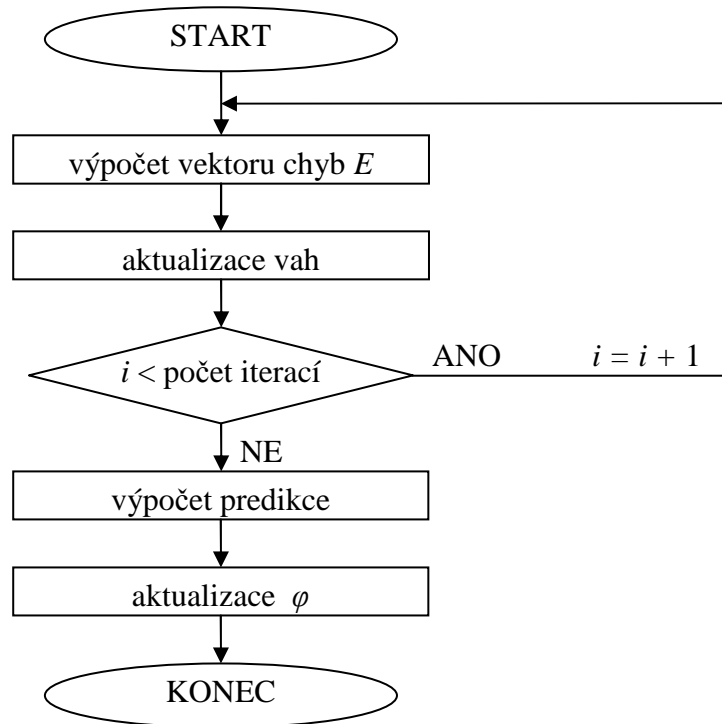 START
výpočet vektoru chyb E
aktualizace vah
i < počet iterací
ANO
i = i + 1
NE
výpočet predikce
aktualizace φ
KONEC